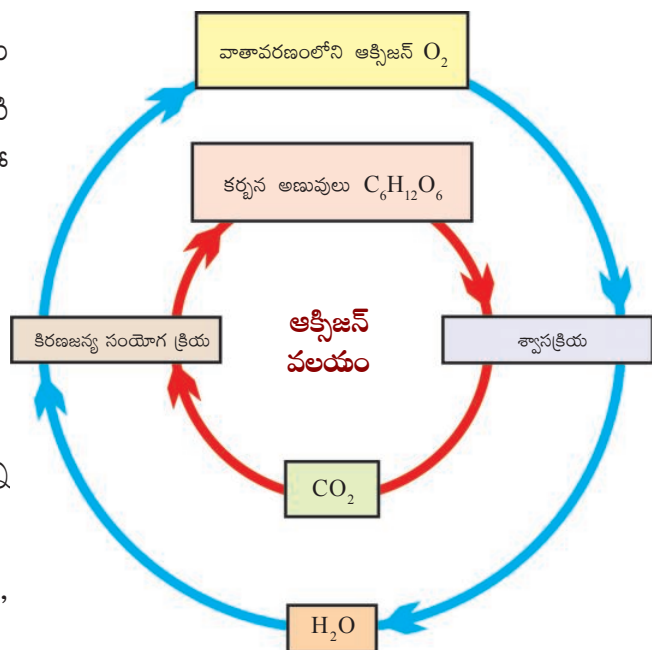 వాతావరణంలోని ఆక్సిజన్ O₂
కర్బన అణువులు C₆H₁₂O₆
కిరణజన్య సంయోగ క్రియ
ఆక్సిజన్
వలయం
శ్వాసక్రియ
CO₂
H₂O